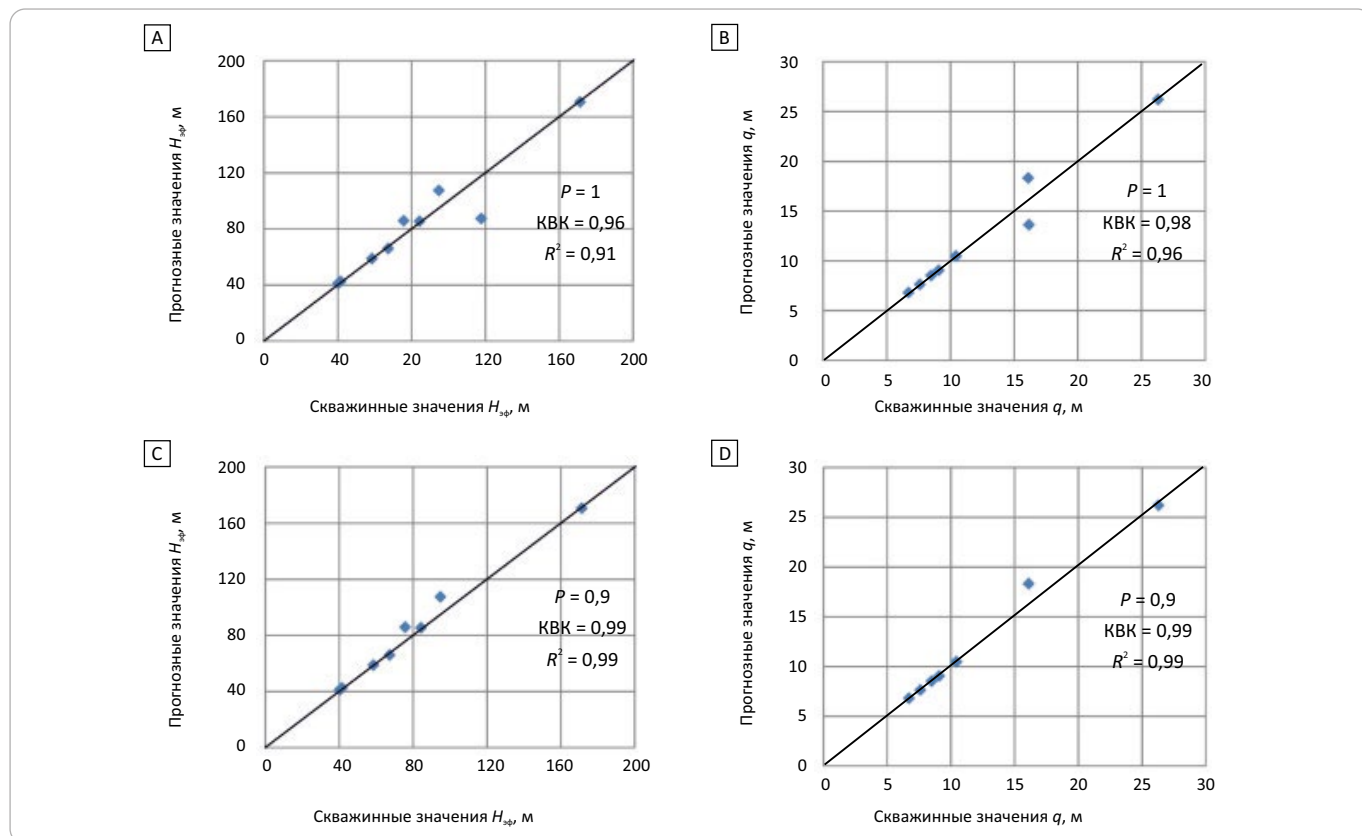 A
Прогнозные значения Hэф, м
200
160
120
80
40
0
P = 1
КВК = 0,96
R² = 0,91
0 40 20 120 200
Скважинные значения Hэф, м
B
Прогнозные значения q, м
30
25
20
15
10
5
0
P = 1
КВК = 0,98
R² = 0,96
0 5 10 15 20 25 30
Скважинные значения q, м
C
Прогнозные значения Hэф, м
200
160
120
80
40
0
P = 0,9
КВК = 0,99
R² = 0,99
0 40 80 120 160 200
Скважинные значения Hэф, м
D
Прогнозные значения q, м
30
25
20
15
10
5
0
P = 0,9
КВК = 0,99
R² = 0,99
0 5 10 15 20 25 30
Скважинные значения q, м